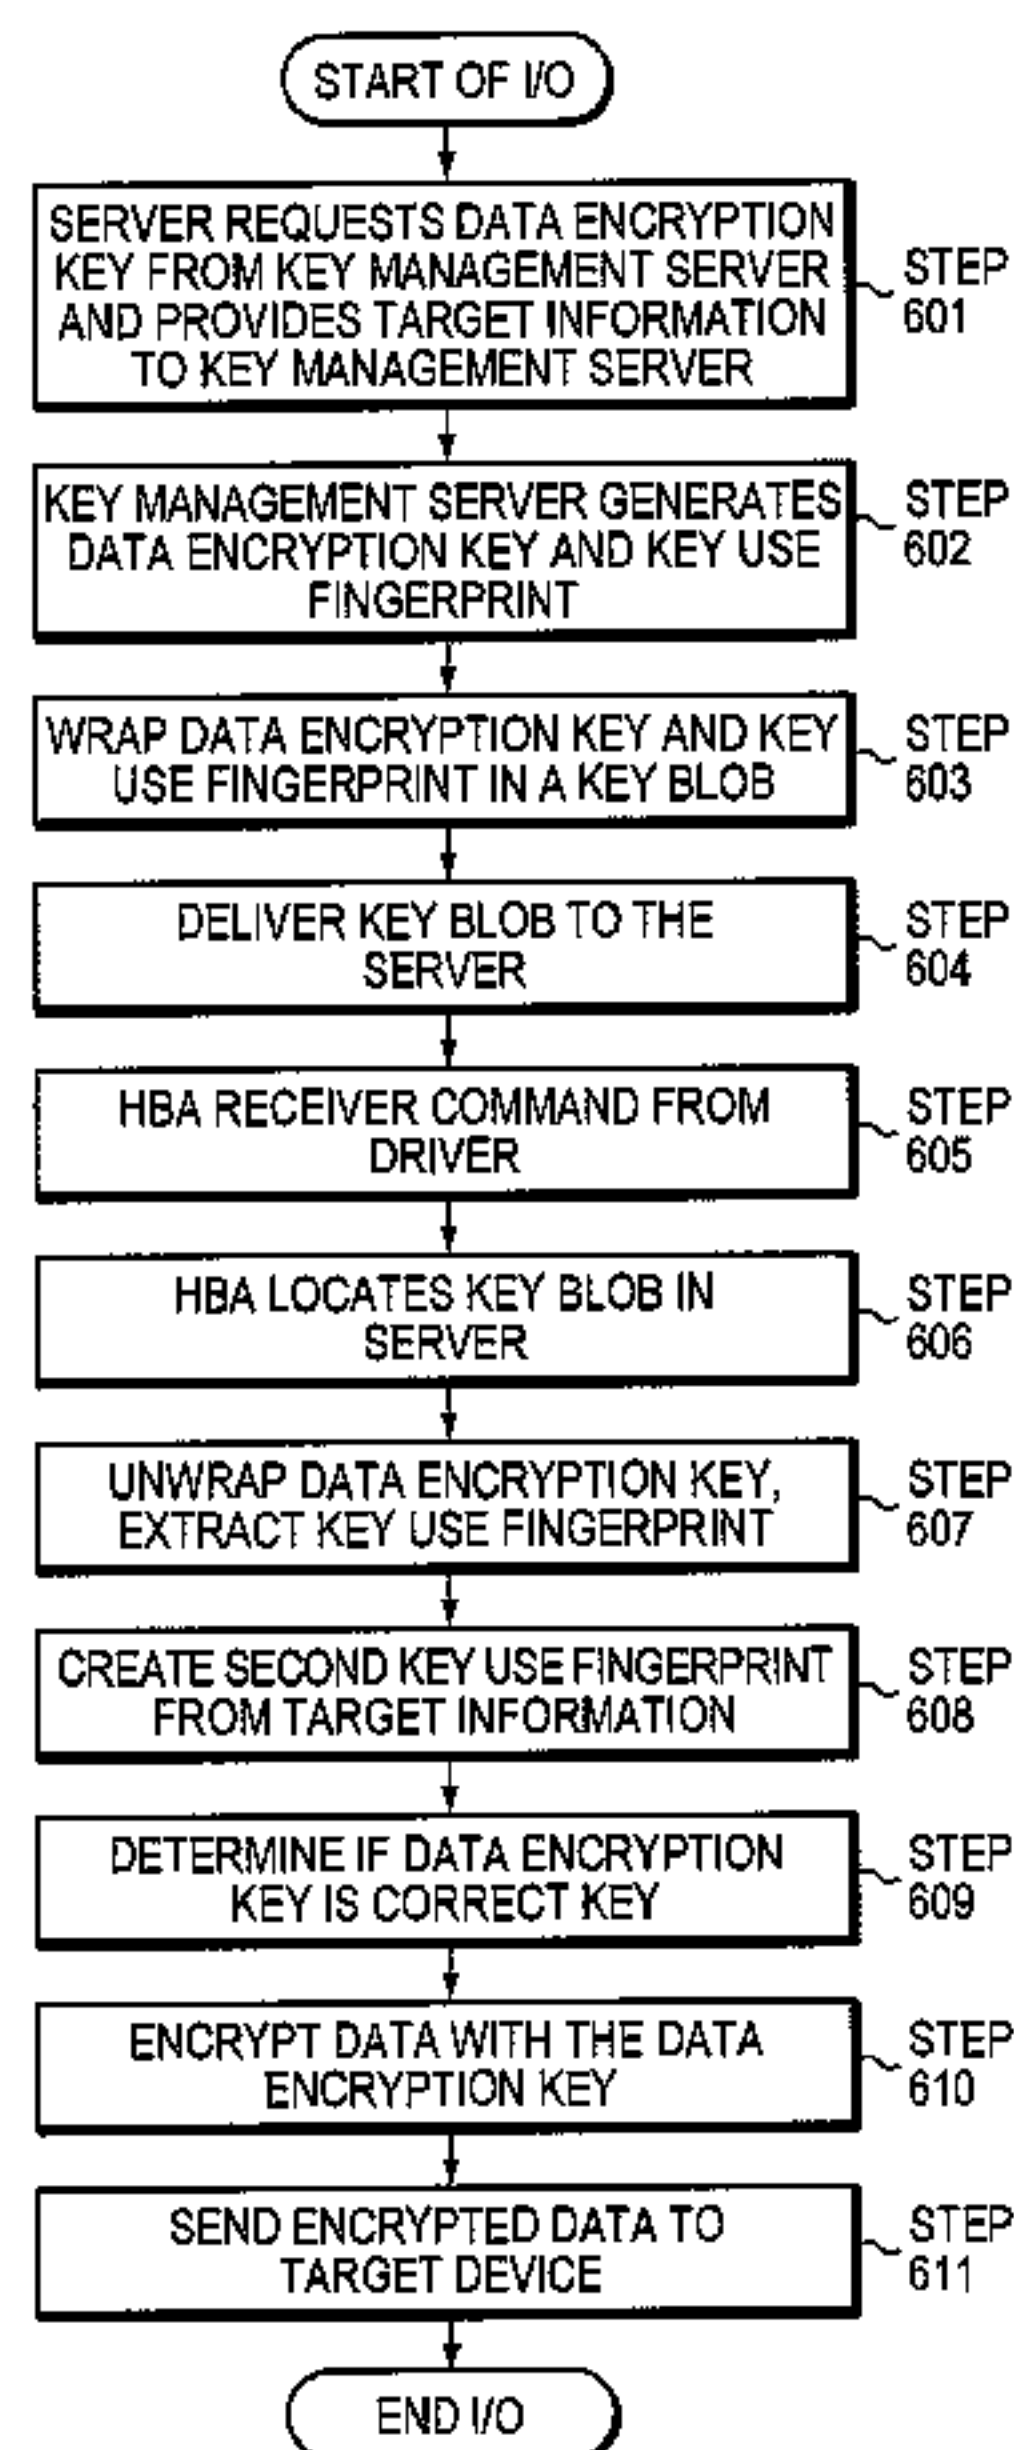 START OF I/O
SERVER REQUESTS DATA ENCRYPTION
KEY FROM KEY MANAGEMENT SERVER
AND PROVIDES TARGET INFORMATION
TO KEY MANAGEMENT SERVER
STEP
601
KEY MANAGEMENT SERVER GENERATES
DATA ENCRYPTION KEY AND KEY USE
FINGERPRINT
STEP
602
WRAP DATA ENCRYPTION KEY AND KEY
USE FINGERPRINT IN A KEY BLOB
STEP
603
DELIVER KEY BLOB TO THE
SERVER
STEP
604
HBA RECEIVER COMMAND FROM
DRIVER
STEP
605
HBA LOCATES KEY BLOB IN
SERVER
STEP
606
UNWRAP DATA ENCRYPTION KEY,
EXTRACT KEY USE FINGERPRINT
STEP
607
CREATE SECOND KEY USE FINGERPRINT
FROM TARGET INFORMATION
STEP
608
DETERMINE IF DATA ENCRYPTION
KEY IS CORRECT KEY
STEP
609
ENCRYPT DATA WITH THE DATA
ENCRYPTION KEY
STEP
610
SEND ENCRYPTED DATA TO
TARGET DEVICE
STEP
611
END I/O